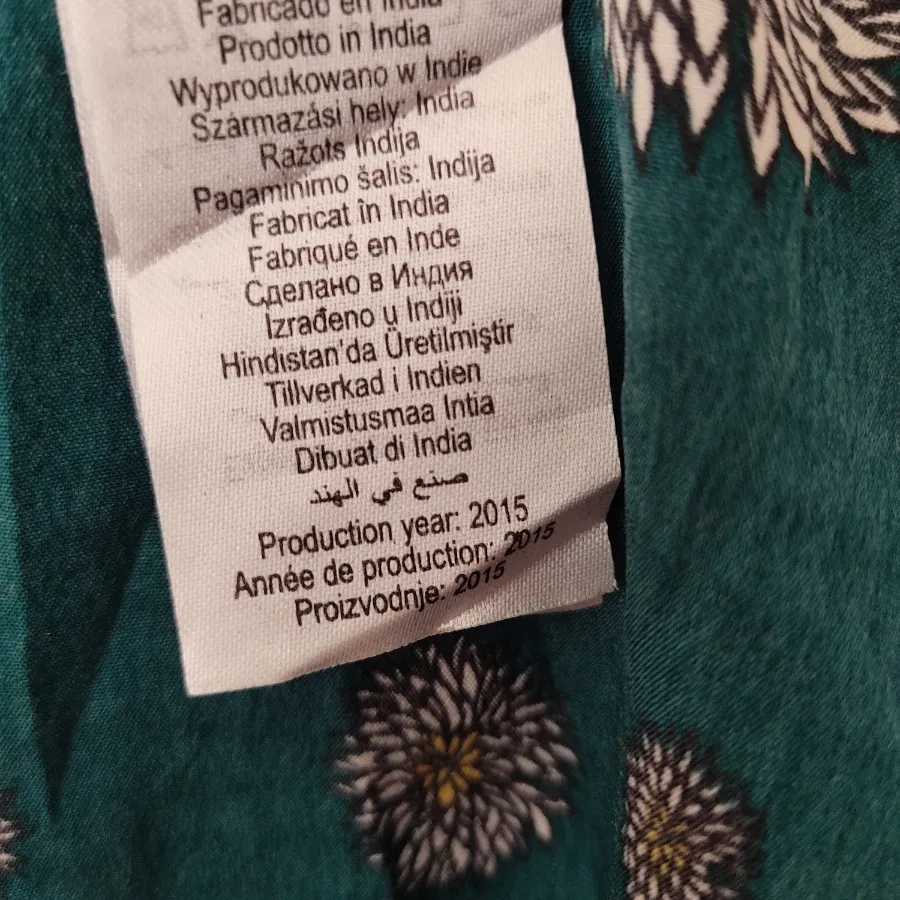 Fabricado en India
Prodotto in India
Wyprodukowano w Indie
Származási hely: India
Ražots Indija
Pagaminimo šalis: Indija
Fabricat în India
Fabriqué en Inde
Сделано в Индия
Izrađeno u Indiji
Hindistan'da Üretilmiştir
Tillverkad i Indien
Valmistusmaa Intia
Dibuat di India
صنع في الهند
Production year: 2015
Année de production: 2015
Proizvodnje: 2015